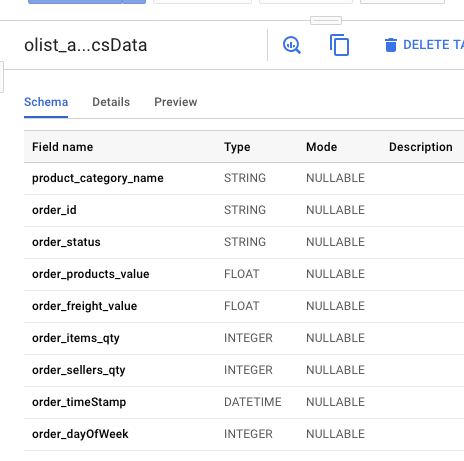 olist_a...csData
DELETE TA
Schema Details Preview
Field name Type Mode Description
product_category_name STRING NULLABLE
order_id STRING NULLABLE
order_status STRING NULLABLE
order_products_value FLOAT NULLABLE
order_freight_value FLOAT NULLABLE
order_items_qty INTEGER NULLABLE
order_sellers_qty INTEGER NULLABLE
order_timeStamp DATETIME NULLABLE
order_dayOfWeek INTEGER NULLABLE